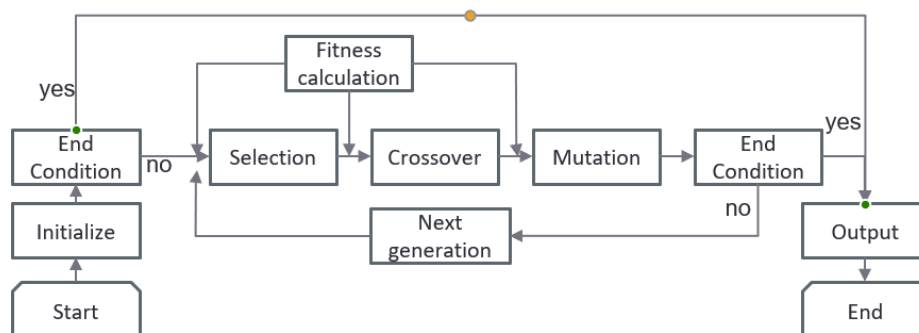 Fitness
calculation
yes
End
Condition
no
Selection
Crossover
Mutation
End
Condition
yes
no
Initialize
Next
generation
Output
Start
End